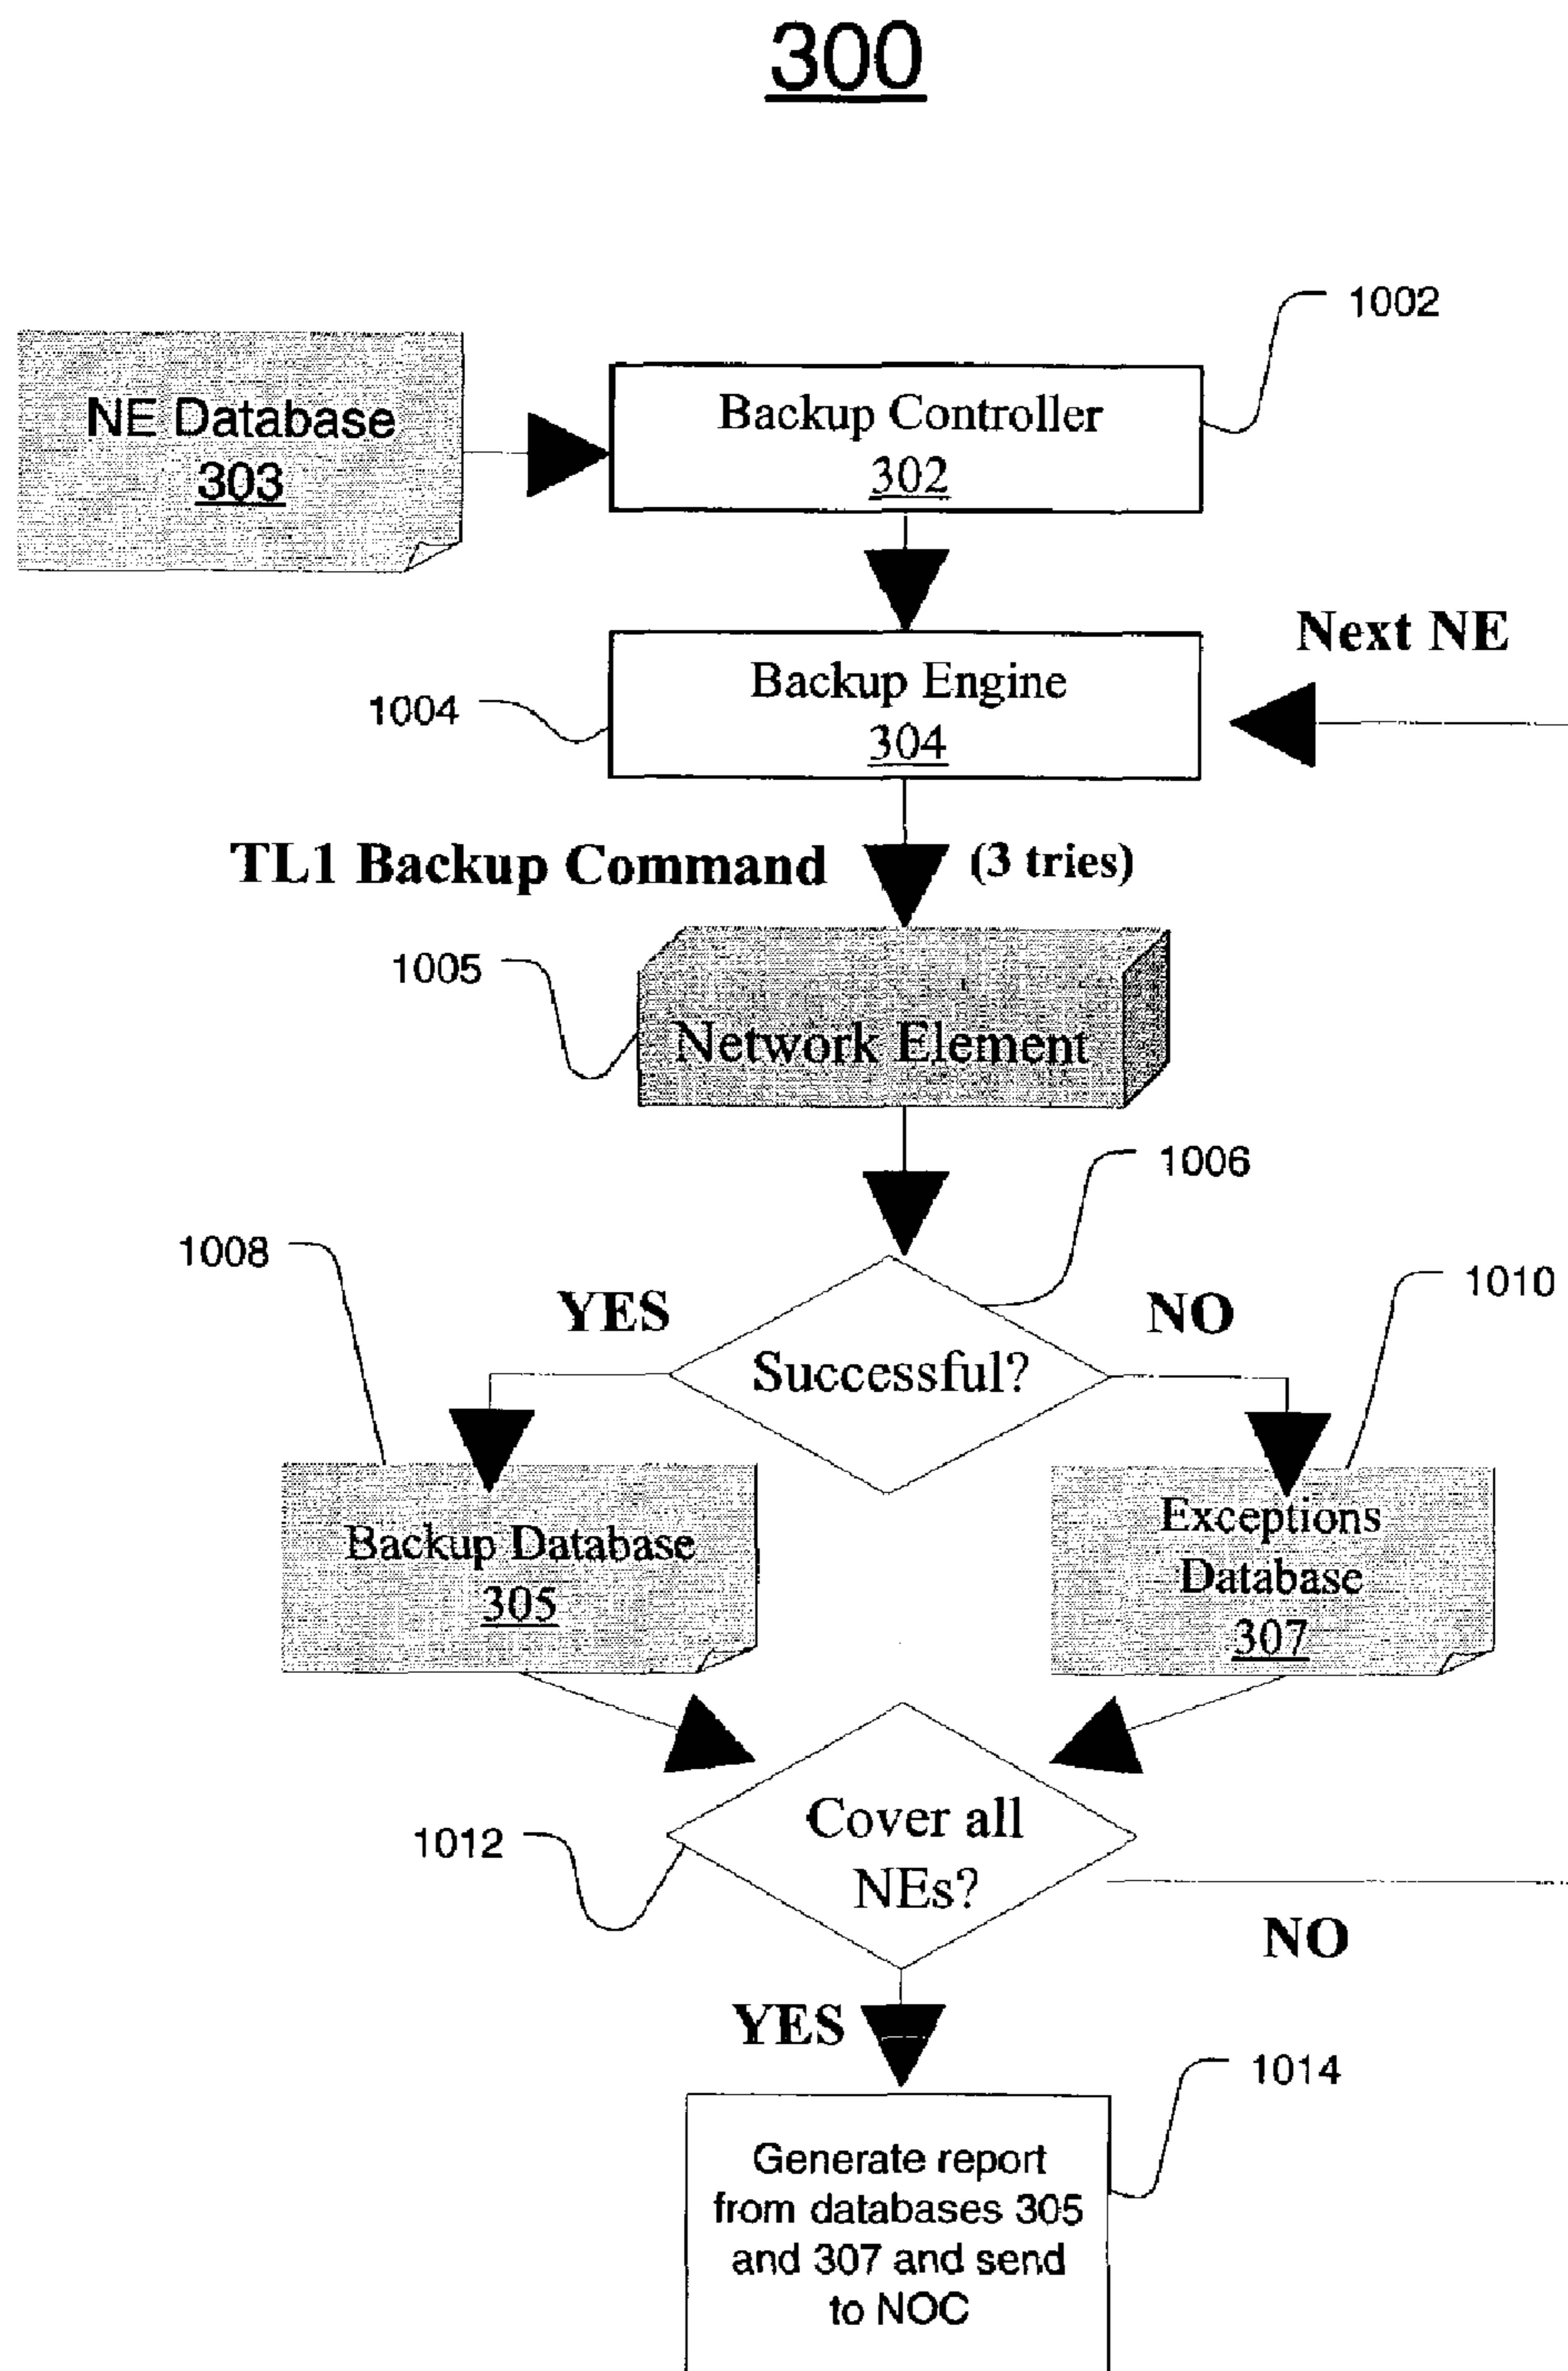 300
1002
NE Database
303
Backup Controller
302
Next NE
1004
Backup Engine
304
TL1 Backup Command
(3 tries)
1005
Network Element
1006
1008
YES
NO
1010
Successful?
Backup Database
305
Exceptions
Database
307
1012
Cover all
NEs?
NO
YES
1014
Generate report
from databases 305
and 307 and send
to NOC